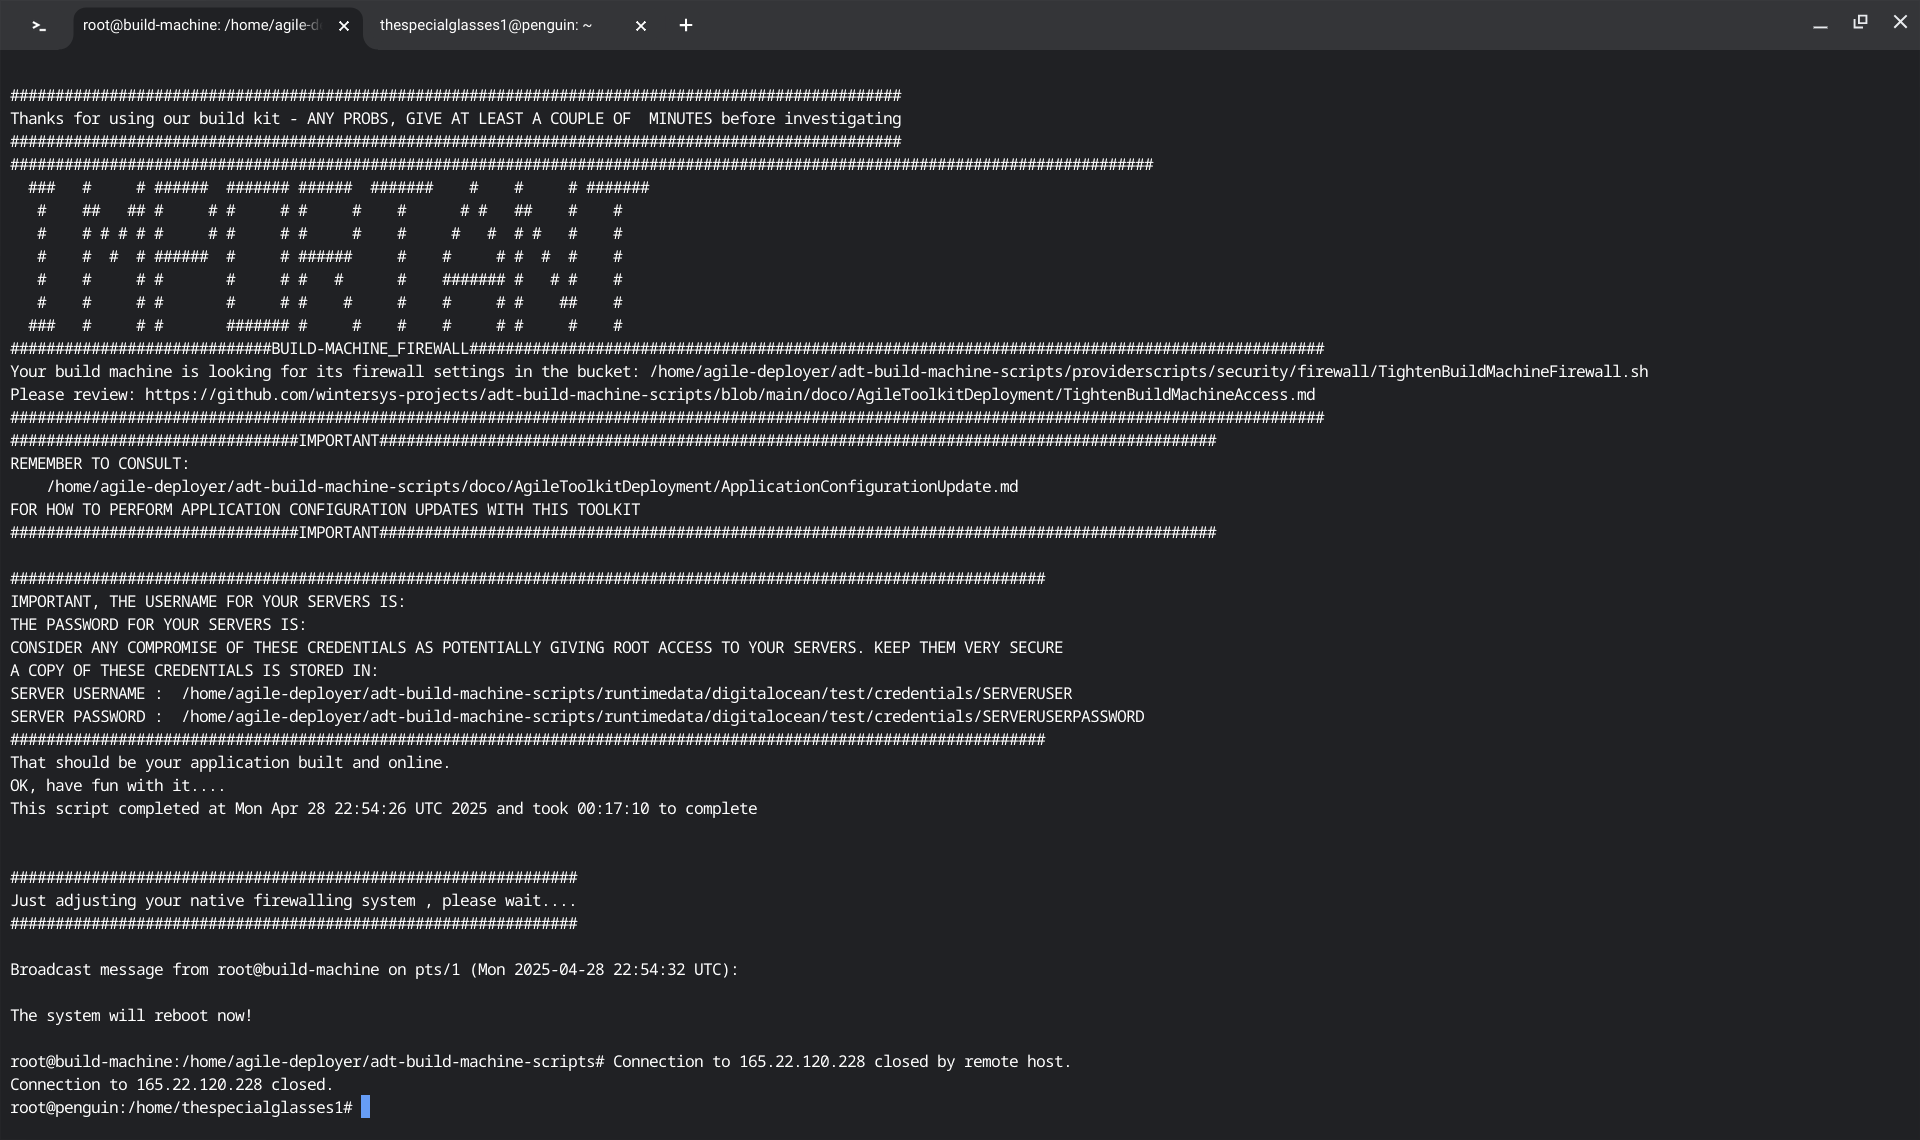 root@build-machine: /home/agile-d
thespecialglasses1@penguin: ~
###################################################################################################
Thanks for using our build kit - ANY PROBS, GIVE AT LEAST A COUPLE OF  MINUTES before investigating
###################################################################################################
###############################################################################################################################
  ###   #     # ######  ####### ######  #######    #    #     # #######
   #    ##   ## #     # #     # #     #    #      # #   ##    #    #
   #    # # # # #     # #     # #     #    #     #   #  # #   #    #
   #    #  #  # ######  #     # ######     #    #     # #  #  #    #
   #    #     # #       #     # #   #      #    ####### #   # #    #
   #    #     # #       #     # #    #     #    #     # #    ##    #
  ###   #     # #       ####### #     #    #    #     # #     #    #
#############################BUILD-MACHINE_FIREWALL###############################################################################################
Your build machine is looking for its firewall settings in the bucket: /home/agile-deployer/adt-build-machine-scripts/providerscripts/security/firewall/TightenBuildMachineFirewall.sh
Please review: https://github.com/wintersys-projects/adt-build-machine-scripts/blob/main/doco/AgileToolkitDeployment/TightenBuildMachineAccess.md
##################################################################################################################################################
################################IMPORTANT#############################################################################################
REMEMBER TO CONSULT:
    /home/agile-deployer/adt-build-machine-scripts/doco/AgileToolkitDeployment/ApplicationConfigurationUpdate.md
FOR HOW TO PERFORM APPLICATION CONFIGURATION UPDATES WITH THIS TOOLKIT
################################IMPORTANT#############################################################################################
###################################################################################################################
IMPORTANT, THE USERNAME FOR YOUR SERVERS IS:
THE PASSWORD FOR YOUR SERVERS IS:
CONSIDER ANY COMPROMISE OF THESE CREDENTIALS AS POTENTIALLY GIVING ROOT ACCESS TO YOUR SERVERS. KEEP THEM VERY SECURE
A COPY OF THESE CREDENTIALS IS STORED IN:
SERVER USERNAME :  /home/agile-deployer/adt-build-machine-scripts/runtimedata/digitalocean/test/credentials/SERVERUSER
SERVER PASSWORD :  /home/agile-deployer/adt-build-machine-scripts/runtimedata/digitalocean/test/credentials/SERVERUSERPASSWORD
###################################################################################################################
That should be your application built and online.
OK, have fun with it....
This script completed at Mon Apr 28 22:54:26 UTC 2025 and took 00:17:10 to complete
###############################################################
Just adjusting your native firewalling system , please wait....
###############################################################
Broadcast message from root@build-machine on pts/1 (Mon 2025-04-28 22:54:32 UTC):
The system will reboot now!
root@build-machine:/home/agile-deployer/adt-build-machine-scripts# Connection to 165.22.120.228 closed by remote host.
Connection to 165.22.120.228 closed.
root@penguin:/home/thespecialglasses1#